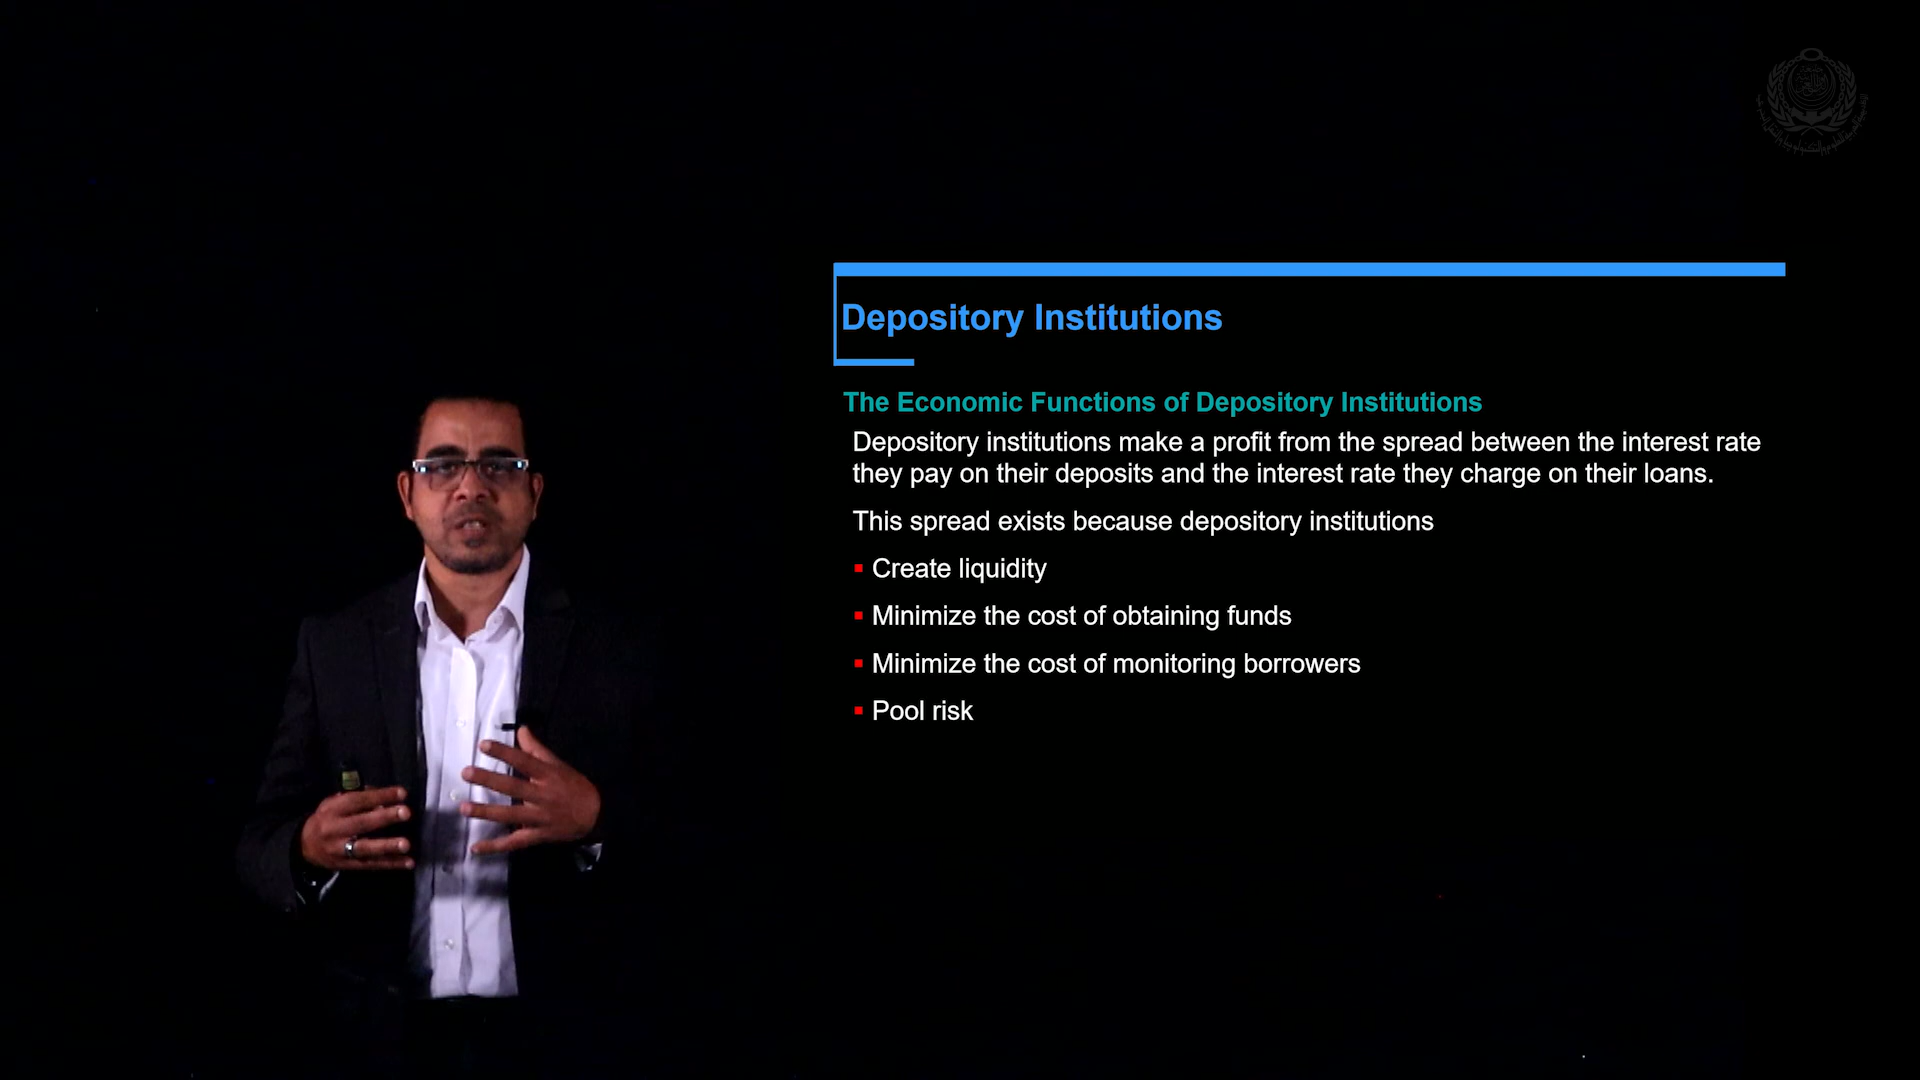 Depository Institutions
The Economic Functions of Depository Institutions
Depository institutions make a profit from the spread between the interest rate
they pay on their deposits and the interest rate they charge on their loans.
This spread exists because depository institutions
Create liquidity
Minimize the cost of obtaining funds
Minimize the cost of monitoring borrowers
Pool risk